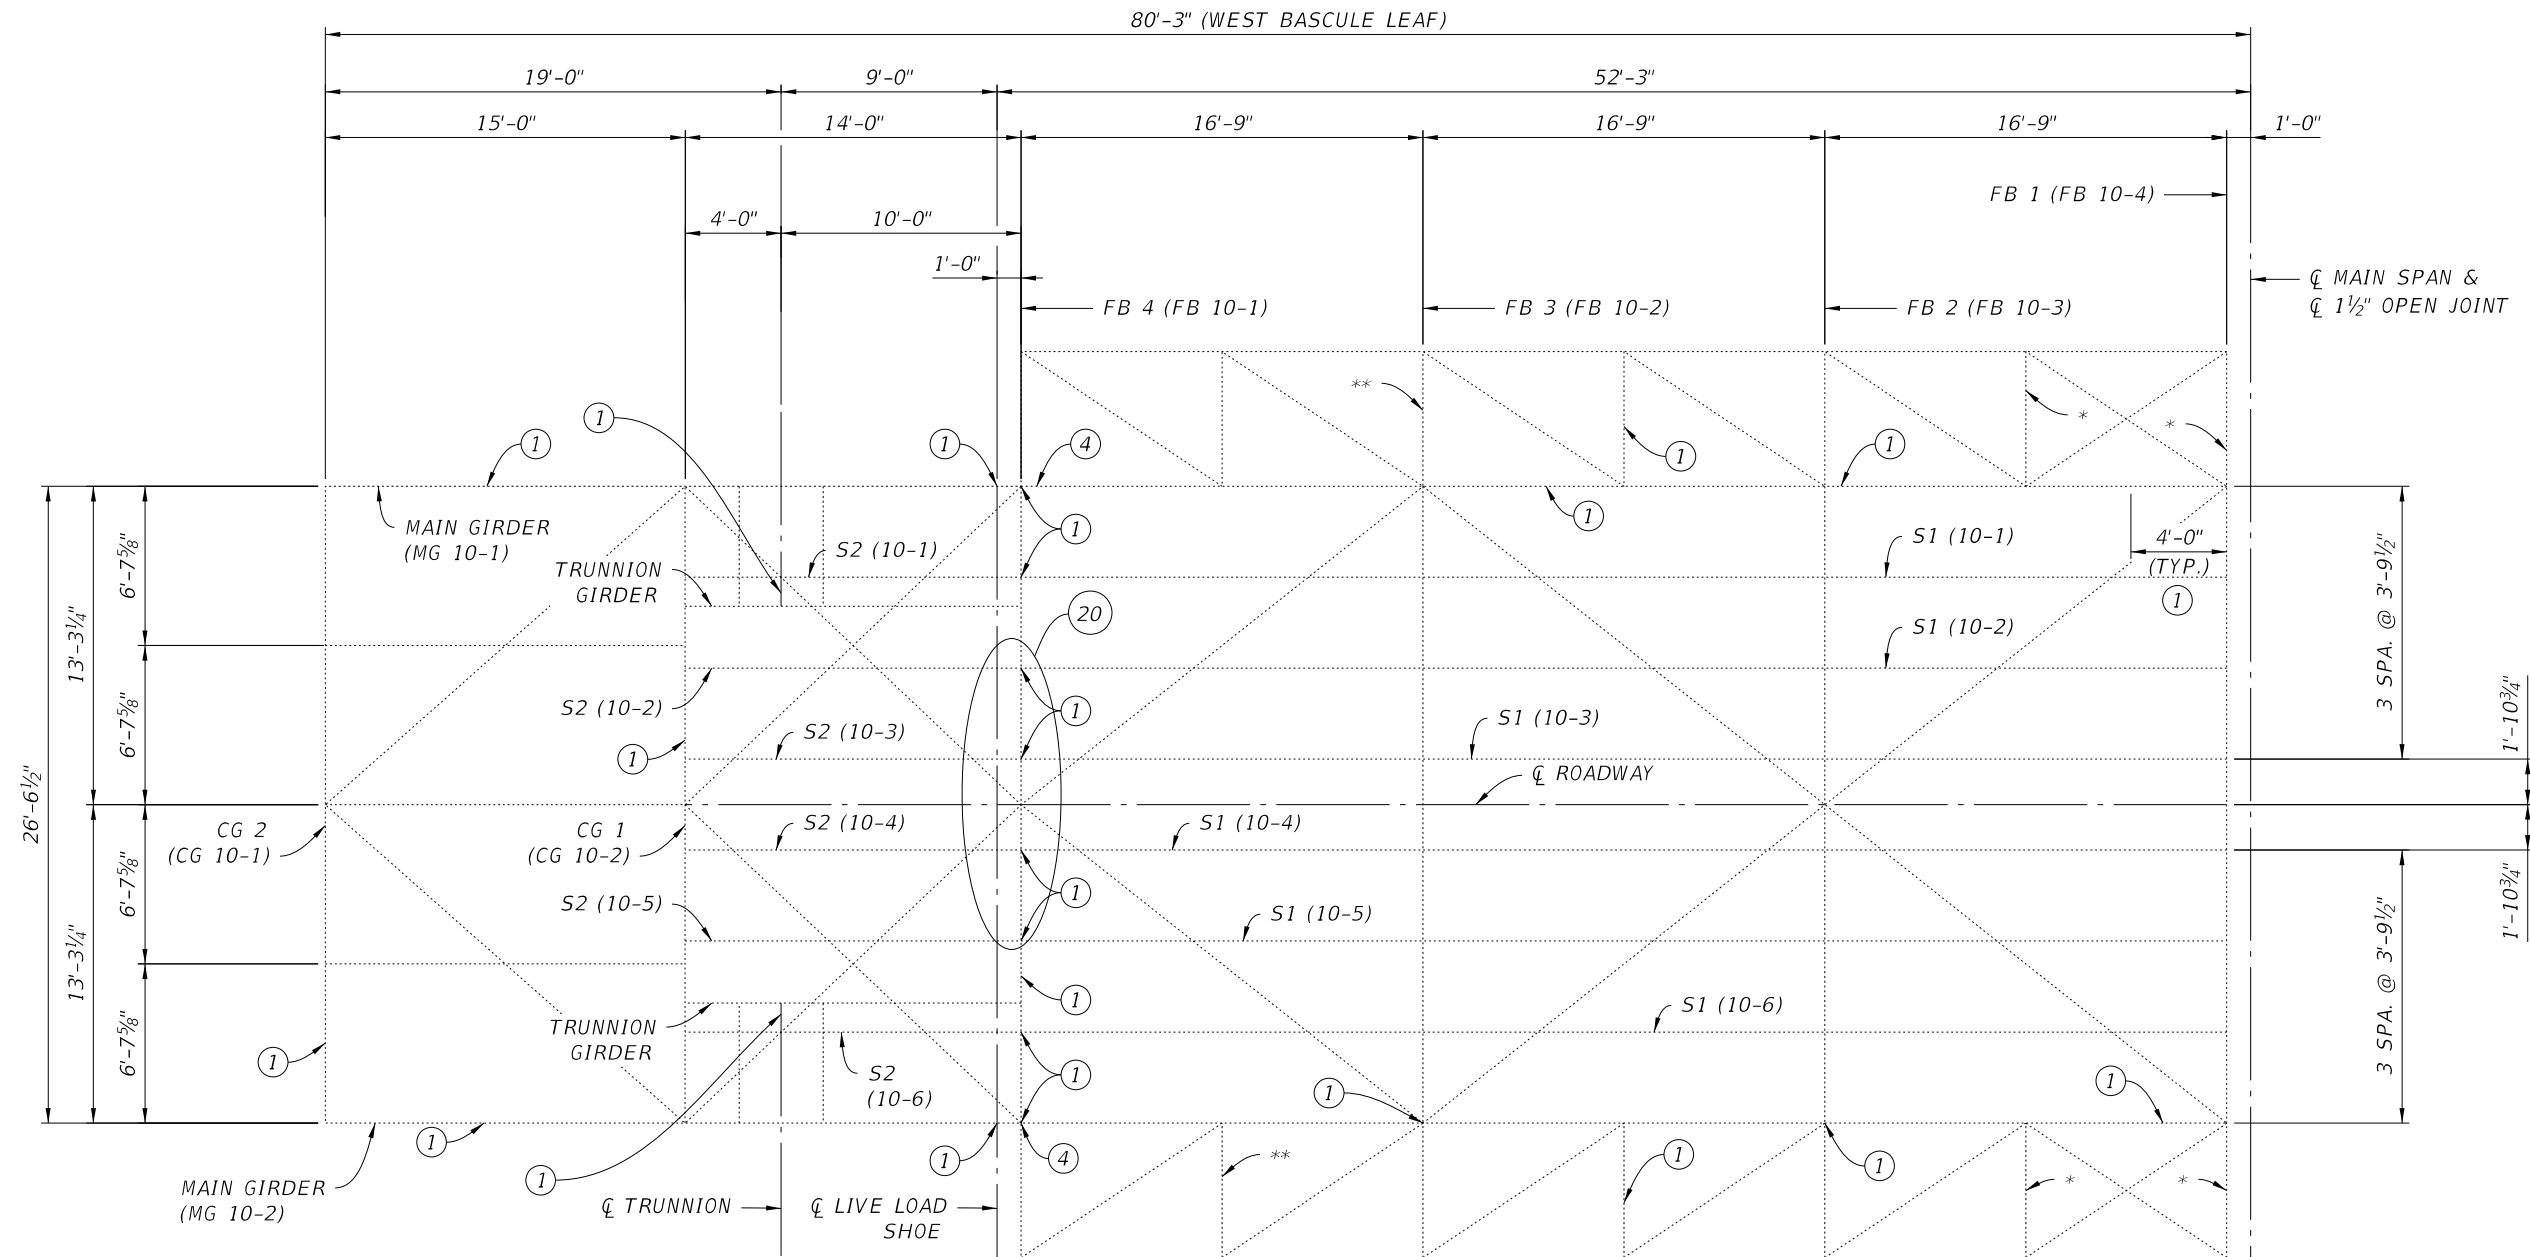 80'-3" (WEST BASCULE LEAF)
19'-0"
9'-0"
52'-3"
15'-0"
14'-0"
16'-9"
16'-9"
16'-9"
1'-0"
FB 1 (FB 10-4)
4'-0"
10'-0"
1'-0"
℄ MAIN SPAN &
℄ 1½" OPEN JOINT
FB 4 (FB 10-1)
FB 3 (FB 10-2)
FB 2 (FB 10-3)
**
*
*
1
1
1
4
1
1
1
1
MAIN GIRDER
(MG 10-1)
S2 (10-1)
S1 (10-1)
4'-0"
(TYP.)
1
TRUNNION
GIRDER
20
S1 (10-2)
6'-7⅝"
13'-3¼"
3 SPA. @ 3'-9½"
S2 (10-2)
1
S2 (10-3)
S1 (10-3)
1
℄ ROADWAY
6'-7⅝"
1'-10¾"
26'-6½"
CG 2
(CG 10-1)
CG 1
(CG 10-2)
S2 (10-4)
S1 (10-4)
6'-7⅝"
1'-10¾"
S2 (10-5)
1
S1 (10-5)
13'-3¼"
3 SPA. @ 3'-9½"
1
S1 (10-6)
TRUNNION
GIRDER
6'-7⅝"
1
S2
(10-6)
1
1
1
1
1
4
**
1
1
*
*
1
MAIN GIRDER
(MG 10-2)
℄ TRUNNION
℄ LIVE LOAD
SHOE